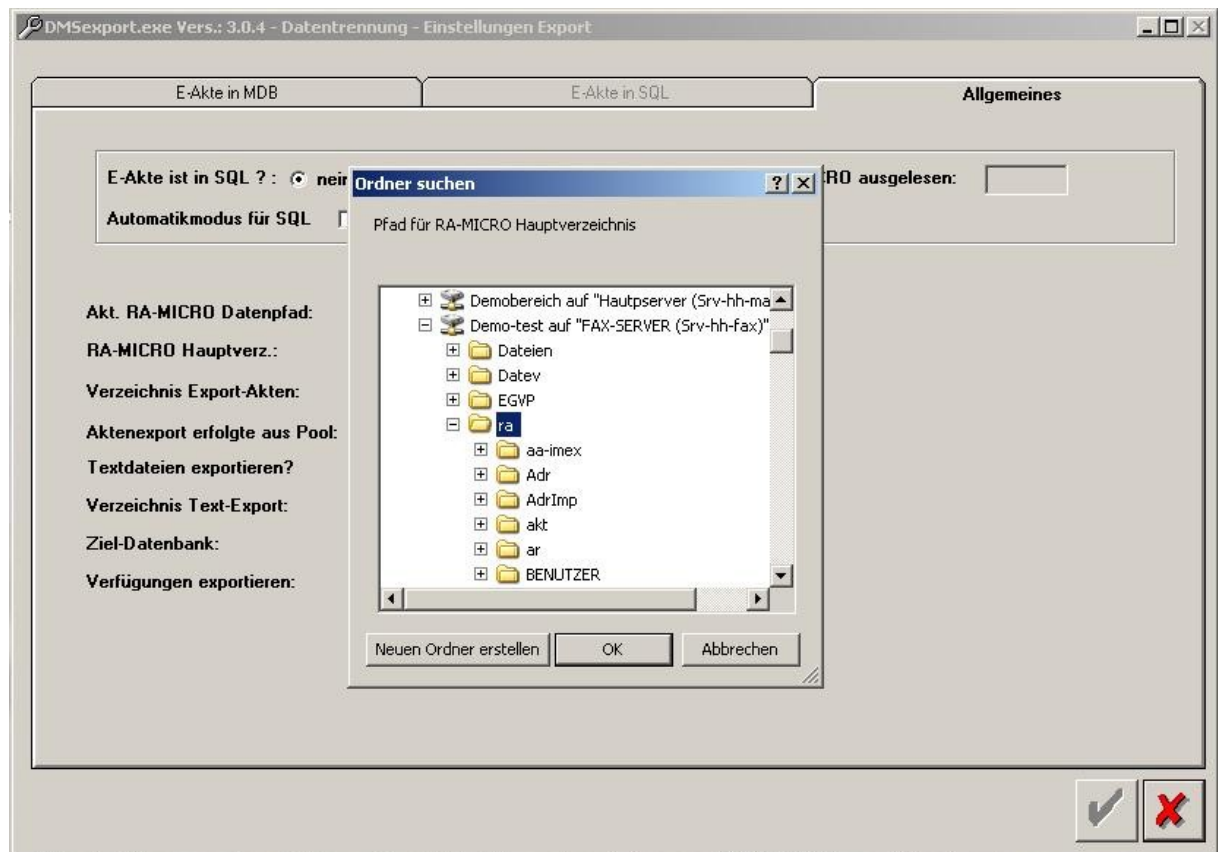 DMSexport.exe Vers.: 3.0.4 - Datentrennung - Einstellungen Export
E-Akte in MDB
E-Akte in SQL
Allgemeines
E-Akte ist in SQL ? :
Automatikmodus für SQL
ausgelesen:
Akt. RA-MICRO Datenpfad:
RA-MICRO Hauptverz.:
Verzeichnis Export-Akten:
Aktenexport erfolgte aus Pool:
Textdateien exportieren?
Verzeichnis Text-Export:
Ziel-Datenbank:
Verfügungen exportieren:
Ordner suchen
Pfad für RA-MICRO Hauptverzeichnis
Demobereich auf "Hautpserver (Srv-hh-ma
Demo-test auf "FAX-SERVER (Srv-hh-fax)"
Dateien
Datev
EGVP
ra
aa-imex
Adr
AdrImp
akt
ar
BENUTZER
Neuen Ordner erstellen
OK
Abbrechen